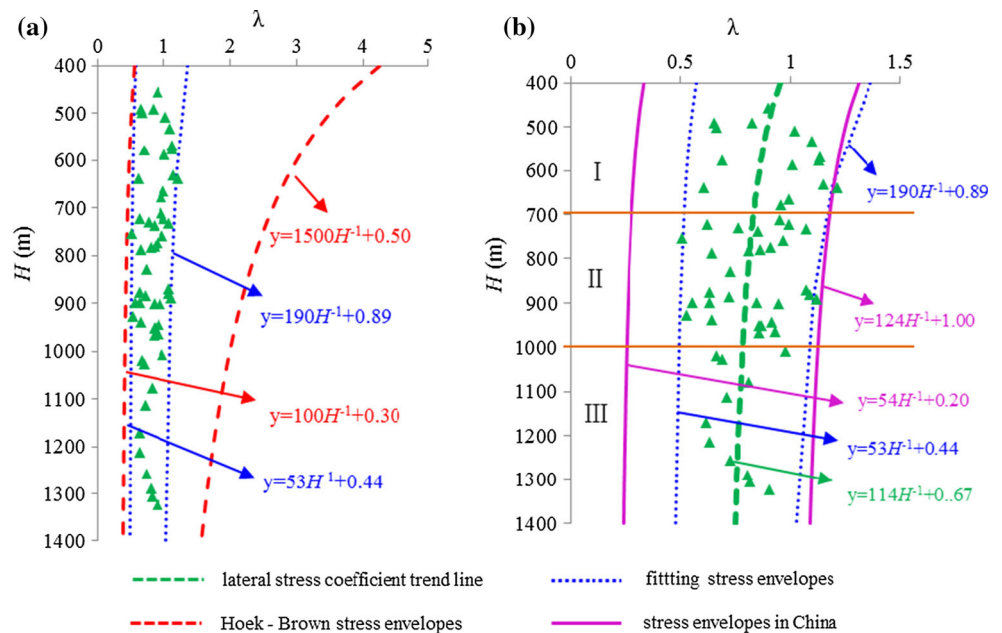 (a)
λ
0 1 2 3 4 5
400
500
600
700
800
900
1000
1100
1200
1300
1400
H (m)
y=1500H⁻¹+0.50
y=190H⁻¹+0.89
y=100H⁻¹+0.30
y=53H⁻¹+0.44
(b)
λ
0 0.5 1 1.5
400
500
600
700
800
900
1000
1100
1200
1300
1400
H (m)
I
II
III
y=190H⁻¹+0.89
y=124H⁻¹+1.00
y=54H⁻¹+0.20
y=53H⁻¹+0.44
y=114H⁻¹+0..67
lateral stress coefficient trend line
fittting stress envelopes
Hoek - Brown stress envelopes
stress envelopes in China